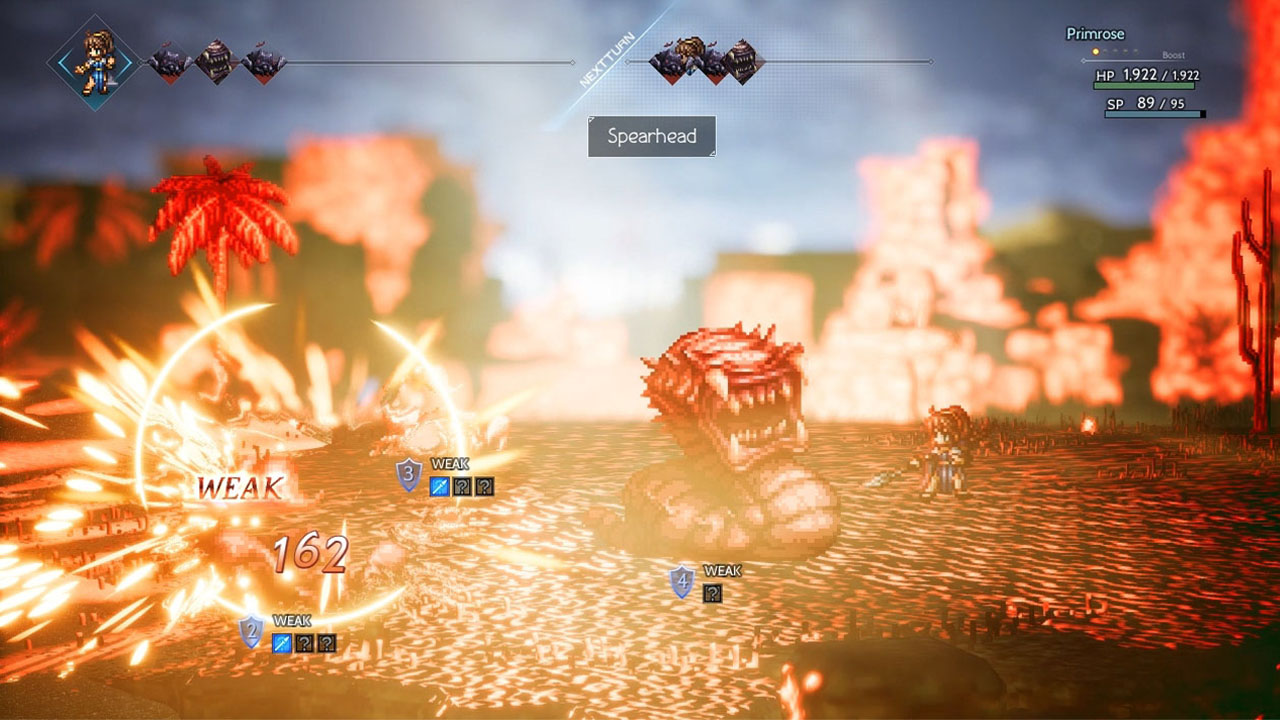 Primrose
NEXT TURN
Boost
HP 1,922 / 1,922
SP 89 / 95
Spearhead
WEAK
3
WEAK
? ?
162
4
WEAK
?
2
WEAK
? ?